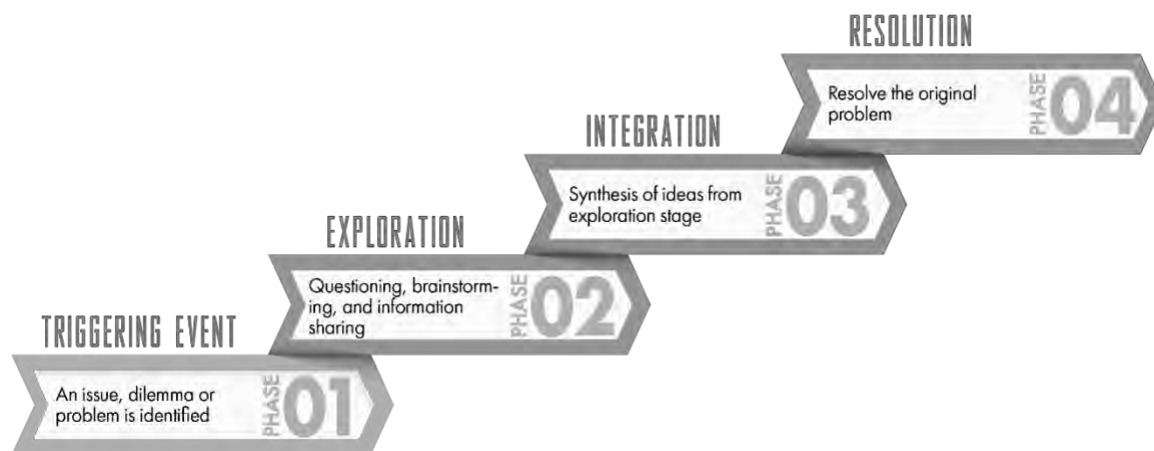 RESOLUTION
Resolve the original
problem
PHASE
04
INTEGRATION
Synthesis of ideas from
exploration stage
PHASE
03
EXPLORATION
Questioning, brainstorm-
ing, and information
sharing
PHASE
02
TRIGGERING EVENT
An issue, dilemma or
problem is identified
PHASE
01